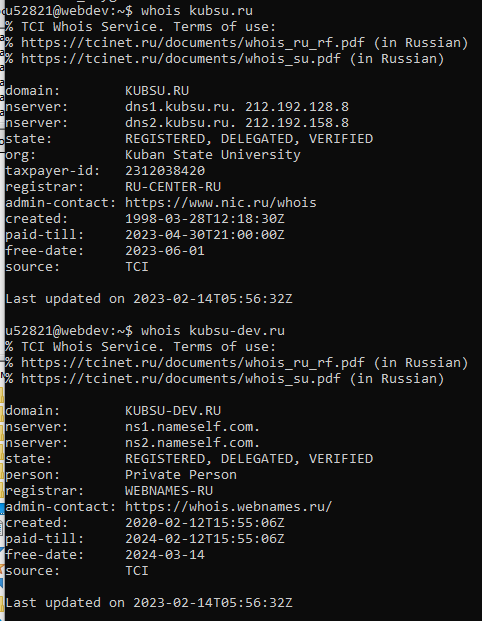 u52821@webdev:~$ whois kubsu.ru
% TCI Whois Service. Terms of use:
% https://tcinet.ru/documents/whois_ru_rf.pdf (in Russian)
% https://tcinet.ru/documents/whois_su.pdf (in Russian)

domain:        KUBSU.RU
nserver:       dns1.kubsu.ru. 212.192.128.8
nserver:       dns2.kubsu.ru. 212.192.158.8
state:         REGISTERED, DELEGATED, VERIFIED
org:           Kuban State University
taxpayer-id:   2312038420
registrar:     RU-CENTER-RU
admin-contact: https://www.nic.ru/whois
created:       1998-03-28T12:18:30Z
paid-till:     2023-04-30T21:00:00Z
free-date:     2023-06-01
source:        TCI

Last updated on 2023-02-14T05:56:32Z

u52821@webdev:~$ whois kubsu-dev.ru
% TCI Whois Service. Terms of use:
% https://tcinet.ru/documents/whois_ru_rf.pdf (in Russian)
% https://tcinet.ru/documents/whois_su.pdf (in Russian)

domain:        KUBSU-DEV.RU
nserver:       ns1.nameself.com.
nserver:       ns2.nameself.com.
state:         REGISTERED, DELEGATED, VERIFIED
person:        Private Person
registrar:     WEBNAMES-RU
admin-contact: https://whois.webnames.ru/
created:       2020-02-12T15:55:06Z
paid-till:     2024-02-12T15:55:06Z
free-date:     2024-03-14
source:        TCI

Last updated on 2023-02-14T05:56:32Z